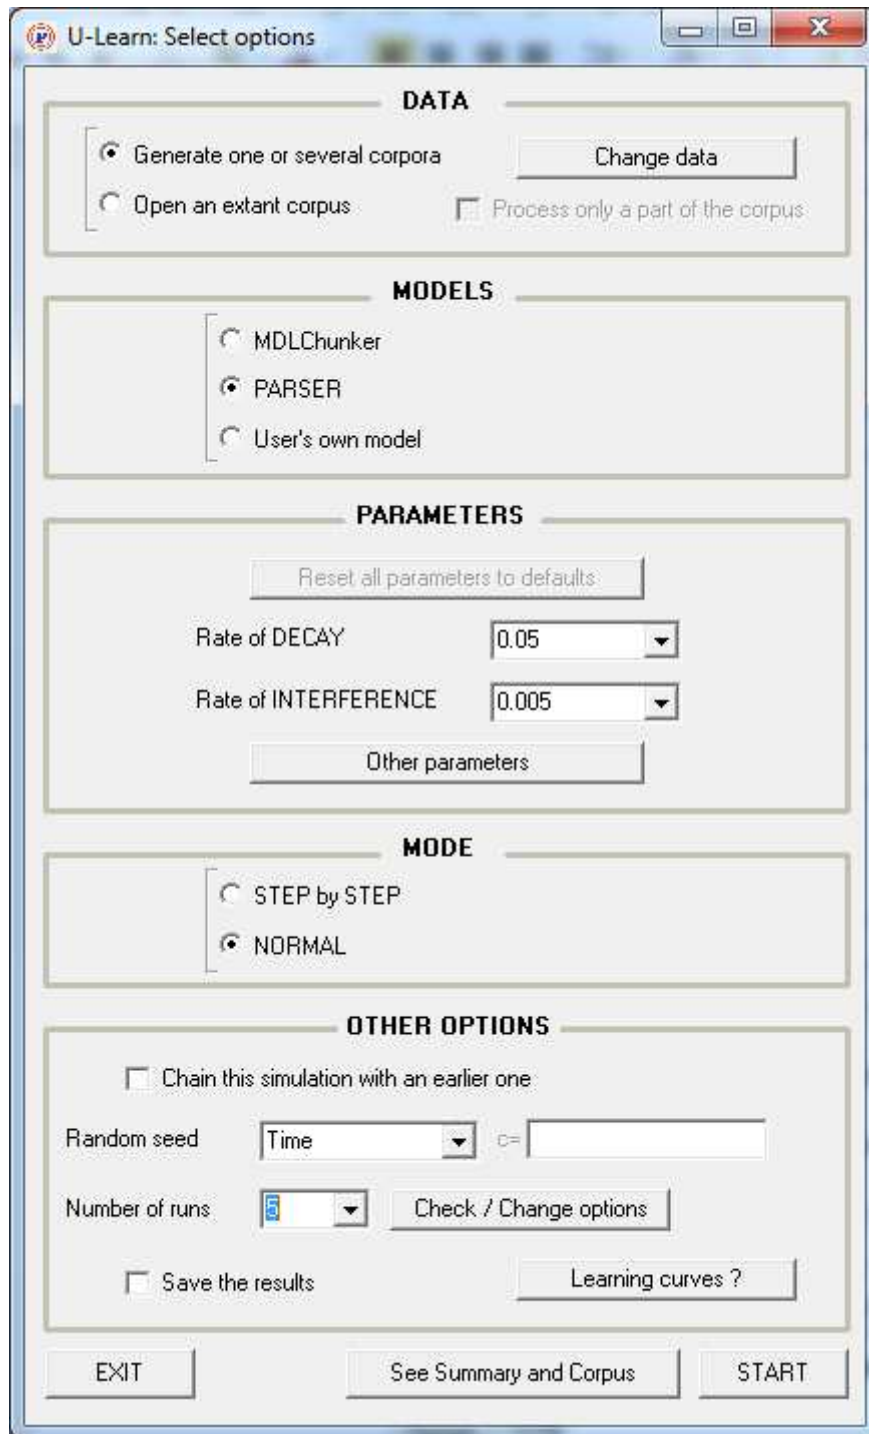 U-Learn: Select options
DATA
Generate one or several corpora
Change data
Open an extant corpus
Process only a part of the corpus
MODELS
MDLChunker
PARSER
User's own model
PARAMETERS
Reset all parameters to defaults
Rate of DECAY 0.05
Rate of INTERFERENCE 0.005
Other parameters
MODE
STEP by STEP
NORMAL
OTHER OPTIONS
Chain this simulation with an earlier one
Random seed Time c=
Number of runs 5 Check / Change options
Save the results Learning curves ?
EXIT See Summary and Corpus START